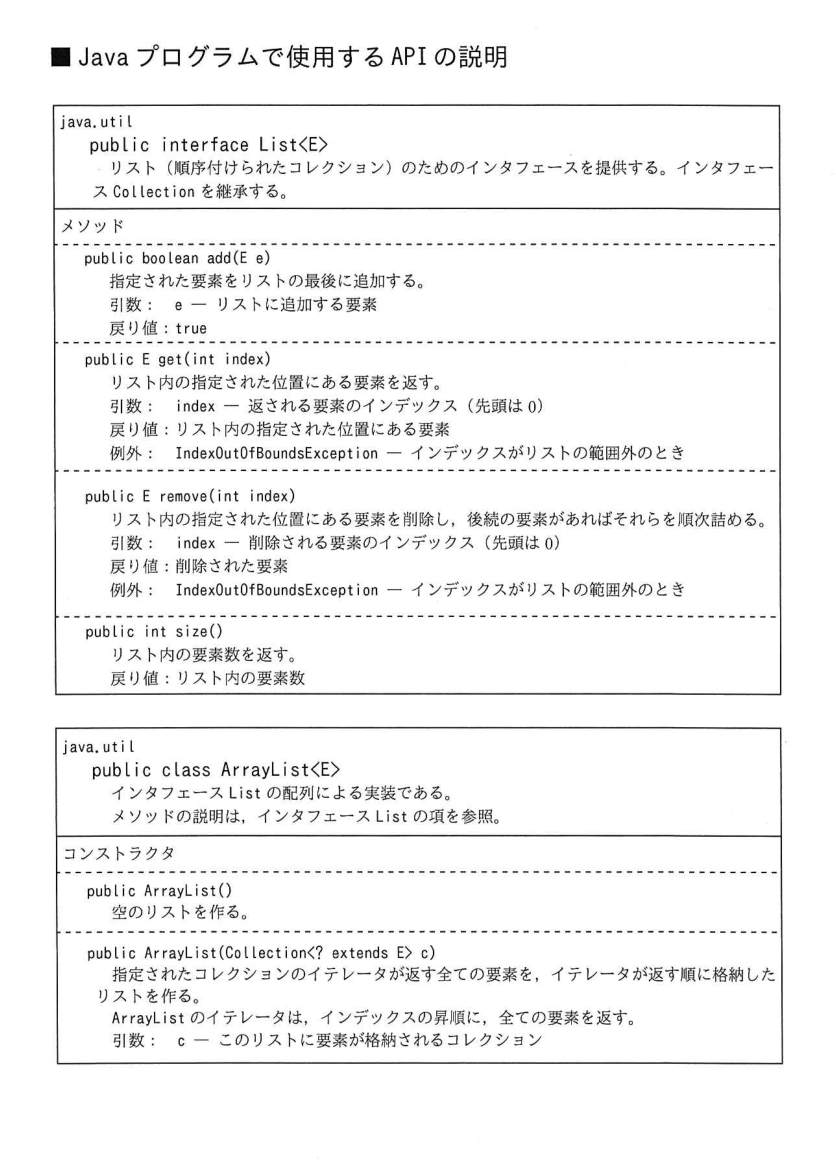 ■Java プログラムで使用する API の説明
java.util
public interface List<E>
リスト（順序付けられたコレクション）のためのインタフェースを提供する。インタフェー
ス Collection を継承する。
メソッド
public boolean add(E e)
指定された要素をリストの最後に追加する。
引数： e ― リストに追加する要素
戻り値：true
public E get(int index)
リスト内の指定された位置にある要素を返す。
引数： index ― 返される要素のインデックス（先頭は 0）
戻り値：リスト内の指定された位置にある要素
例外： IndexOutOfBoundsException ― インデックスがリストの範囲外のとき
public E remove(int index)
リスト内の指定された位置にある要素を削除し，後続の要素があればそれらを順次詰める。
引数： index ― 削除される要素のインデックス（先頭は 0）
戻り値：削除された要素
例外： IndexOutOfBoundsException ― インデックスがリストの範囲外のとき
public int size()
リスト内の要素数を返す。
戻り値：リスト内の要素数
java.util
public class ArrayList<E>
インタフェース List の配列による実装である。
メソッドの説明は，インタフェース List の項を参照。
コンストラクタ
public ArrayList()
空のリストを作る。
public ArrayList(Collection<? extends E> c)
指定されたコレクションのイテレータが返す全ての要素を，イテレータが返す順に格納した
リストを作る。
ArrayList のイテレータは，インデックスの昇順に，全ての要素を返す。
引数： c ― このリストに要素が格納されるコレクション